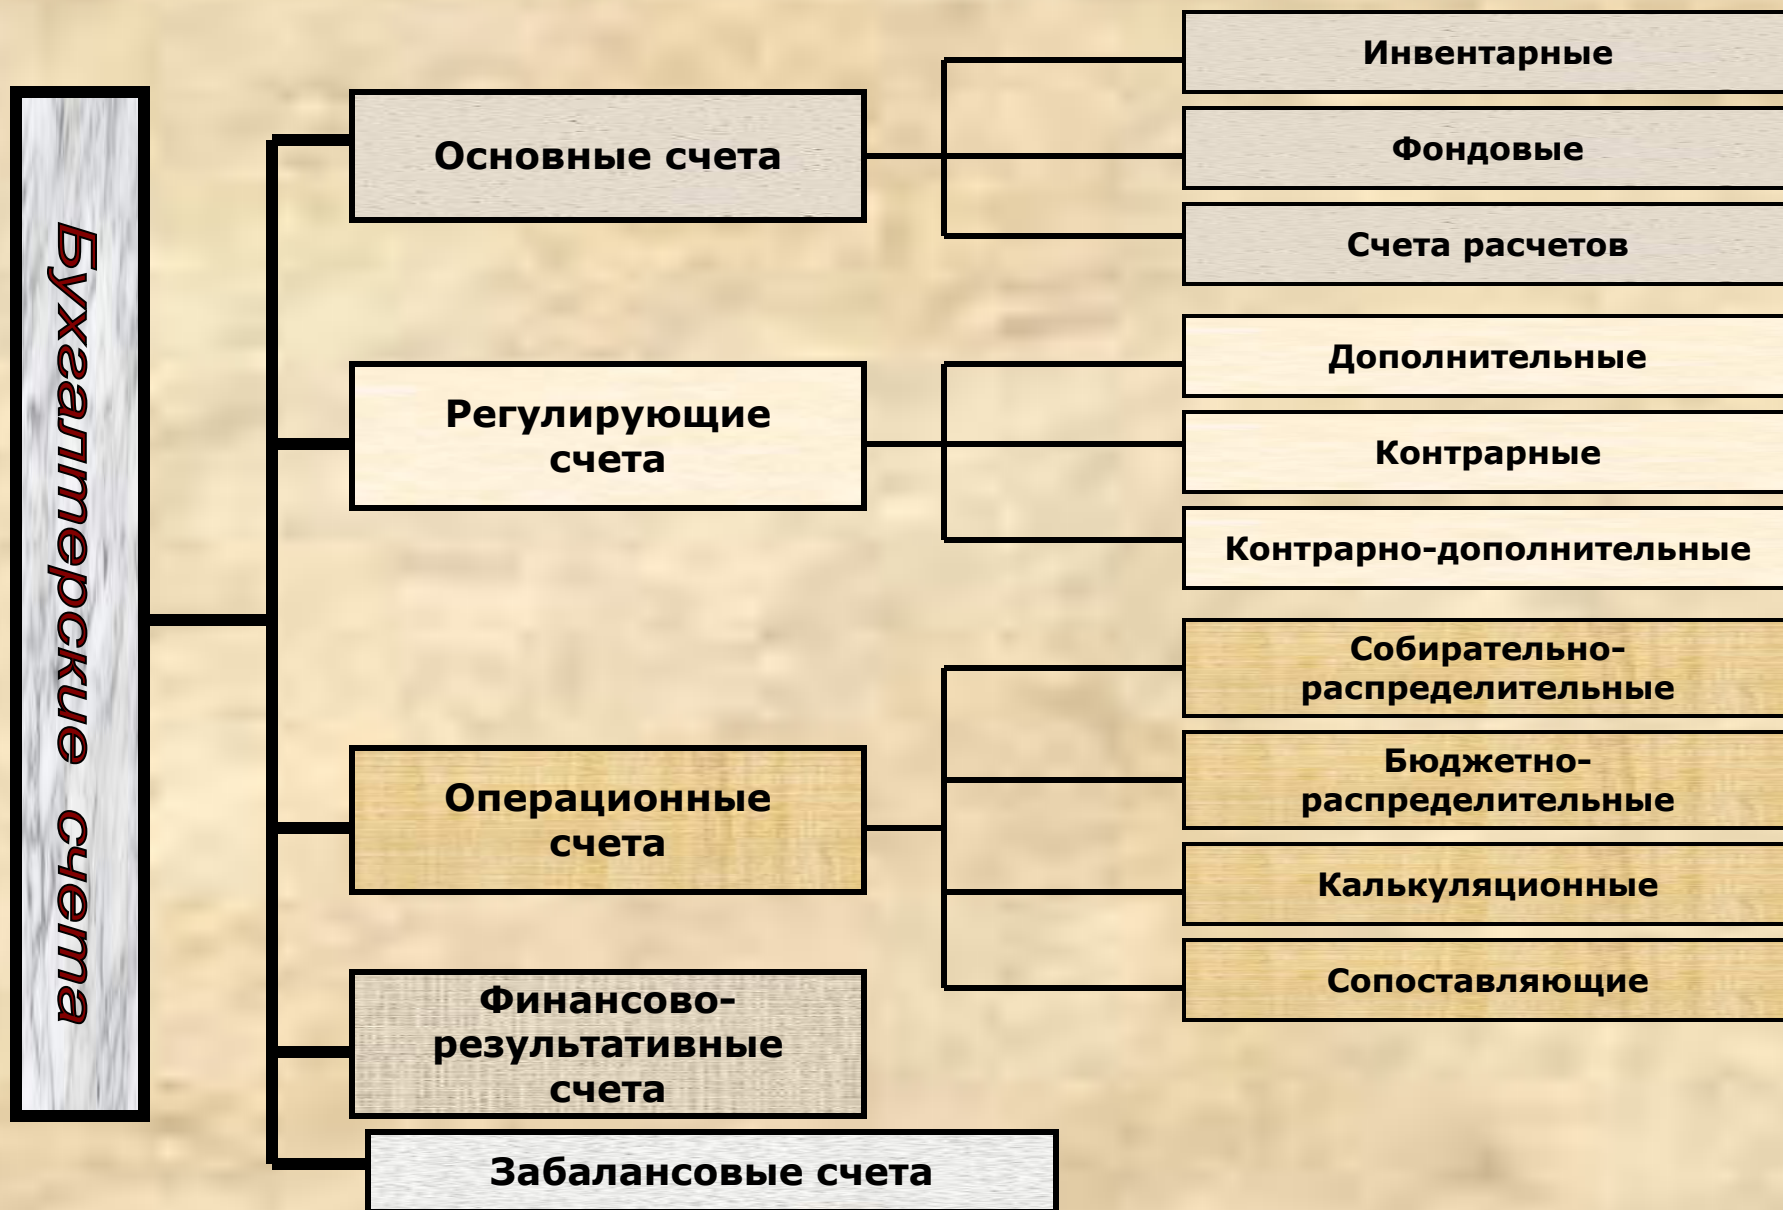 Бухгалтерские счета
Основные счета
Инвентарные
Фондовые
Счета расчетов
Регулирующие
счета
Дополнительные
Контрарные
Контрарно-дополнительные
Операционные
счета
Собирательно-
распределительные
Бюджетно-
распределительные
Калькуляционные
Сопоставляющие
Финансово-
результативные
счета
Забалансовые счета